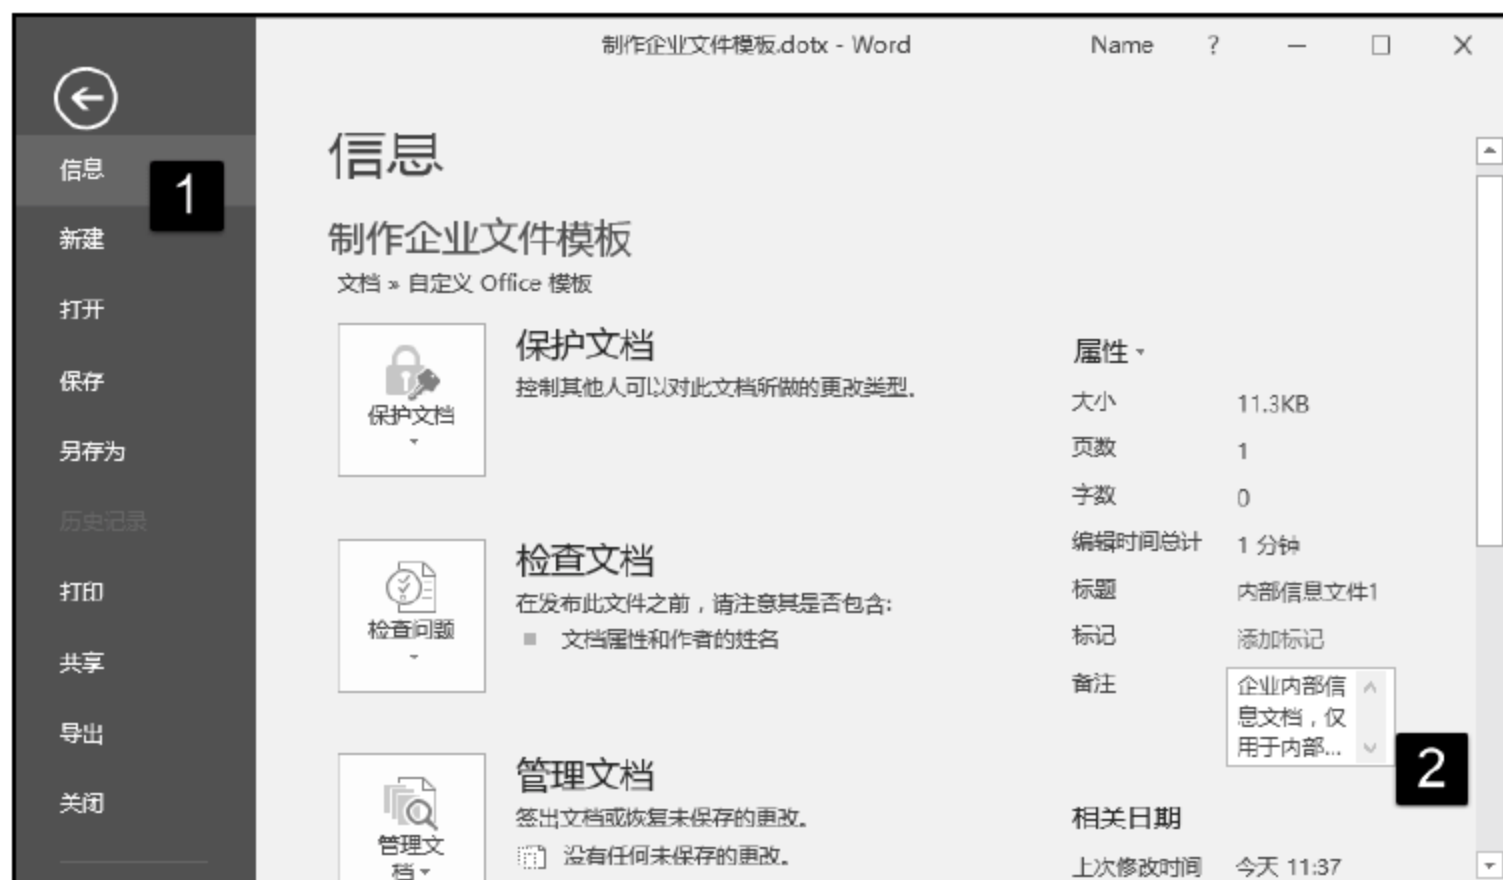 制作企业文件模板.dotx - Word
Name ?
信息
1
新建
打开
保存
另存为
历史记录
打印
共享
导出
关闭
信息
制作企业文件模板
文档 » 自定义 Office 模板
保护文档
保护文档
控制其他人可以对此文档所做的更改类型。
检查问题
检查文档
在发布此文件之前，请注意其是否包含:
文档属性和作者的姓名
管理文
档
管理文档
签出文档或恢复未保存的更改。
没有任何未保存的更改。
属性
大小 11.3KB
页数 1
字数 0
编辑时间总计 1 分钟
标题 内部信息文件1
标记 添加标记
备注 企业内部信
息文档，仅
用于内部...
2
相关日期
上次修改时间 今天 11:37